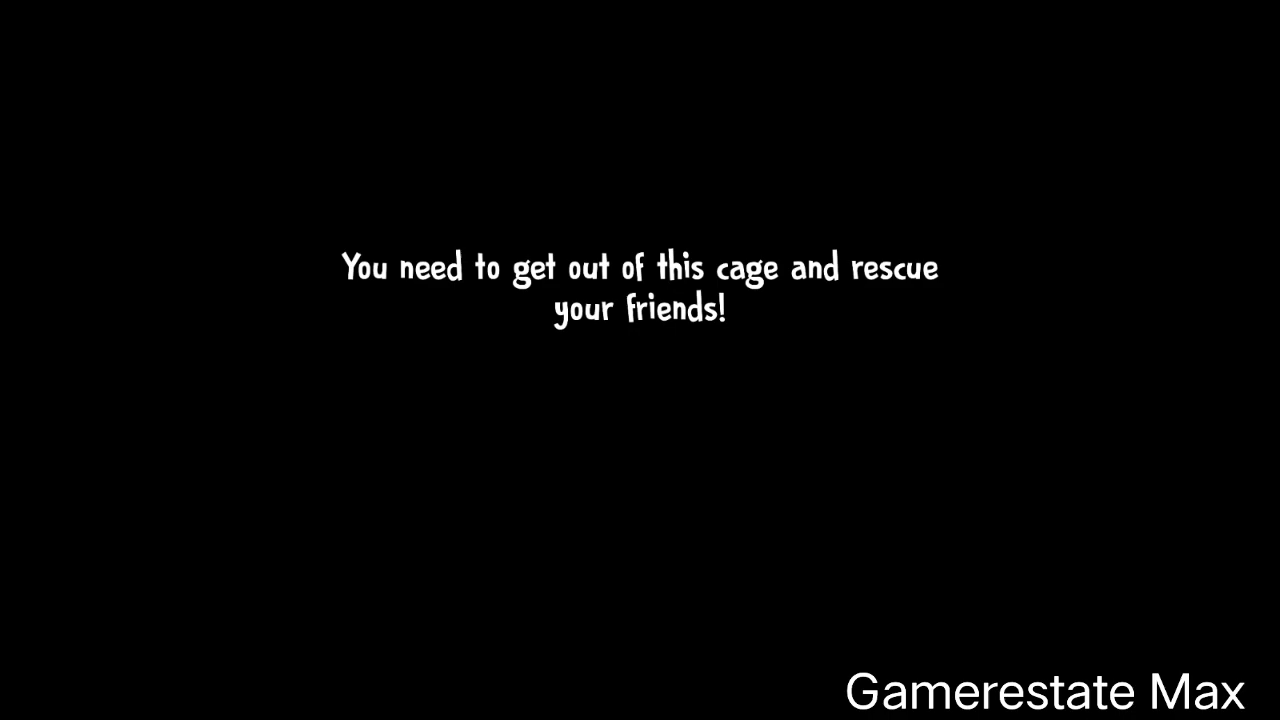 You need to get out of this cage and rescue
your friends!
Gamerestate Max